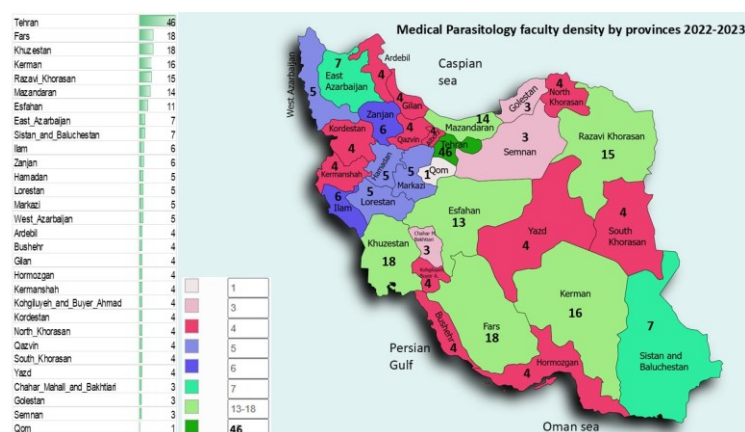 Tehran 46
Fars 18
Khuzestan 18
Kerman 16
Razavi_Khorasan 15
Mazandaran 14
Esfahan 11
East_Azarbaijan 7
Sistan_and_Baluchestan 7
Ilam 6
Zanjan 6
Hamadan 5
Lorestan 5
Markazi 5
West_Azarbaijan 5
Ardebil 4
Bushehr 4
Gilan 4
Hormozgan 4
Kermanshah 4
Kohgiluyeh_and_Buyer_Ahmad 4
Kordestan 4
North_Khorasan 4
Qazvin 4
South_Khorasan 4
Yazd 4
Chahar_Mahall_and_Bakhtiari 3
Golestan 3
Semnan 3
Qom 1
Medical Parasitology faculty density by provinces 2022-2023
West Azarbaijan
5
7
East
Azarbaijan
Ardebil
4
Caspian
sea
4
Gilan
Zanjan
6
Kordestan
4
4
Qazvin
4
Tehran
46
14
Mazandaran
Golestan
3
4
North
Khorasan
3
Semnan
Razavi Khorasan
15
4
Kermanshah
Hamadan
5
5
Markazi
1
Qom
6
Ilam
5
Lorestan
Esfahan
13
4
Yazd
4
South
Khorasan
Khuzestan
18
Chahar M.
Bakhtiari
3
4
Kerman
16
Fars
18
Bushehr
4
7
Sistan and
Baluchestan
4
Hormozgan
Persian
Gulf
Oman sea
1
3
4
5
6
7
13-18
46